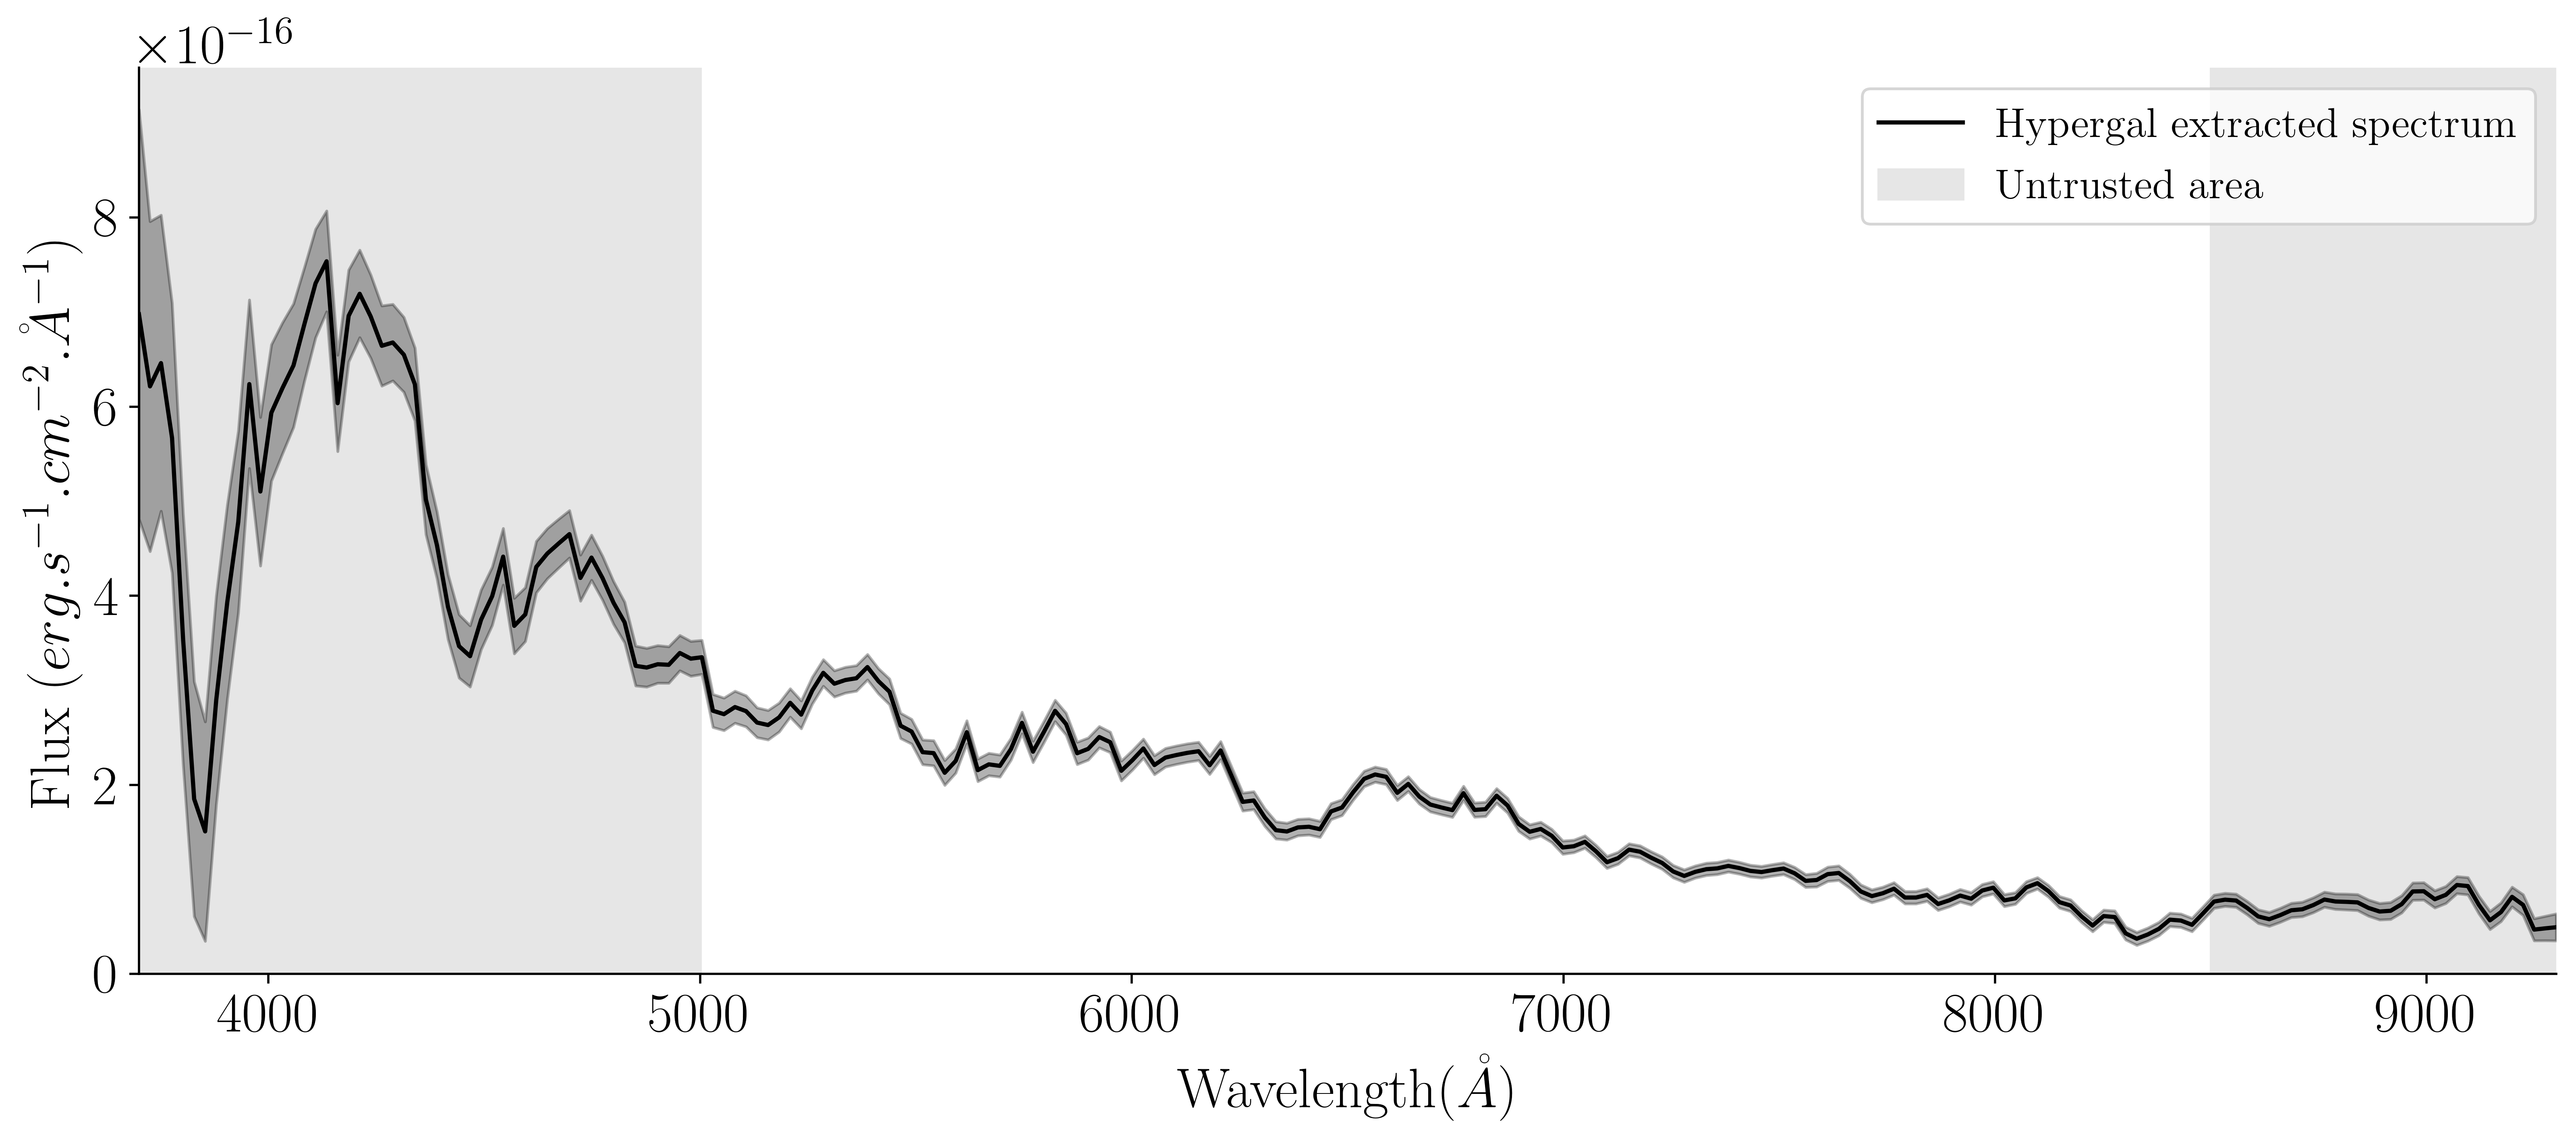 ×10⁻¹⁶
Flux (erg.s⁻¹.cm⁻².Å⁻¹)
8
6
4
2
0
Hypergal extracted spectrum
Untrusted area
4000 5000 6000 7000 8000 9000
Wavelength(Å)